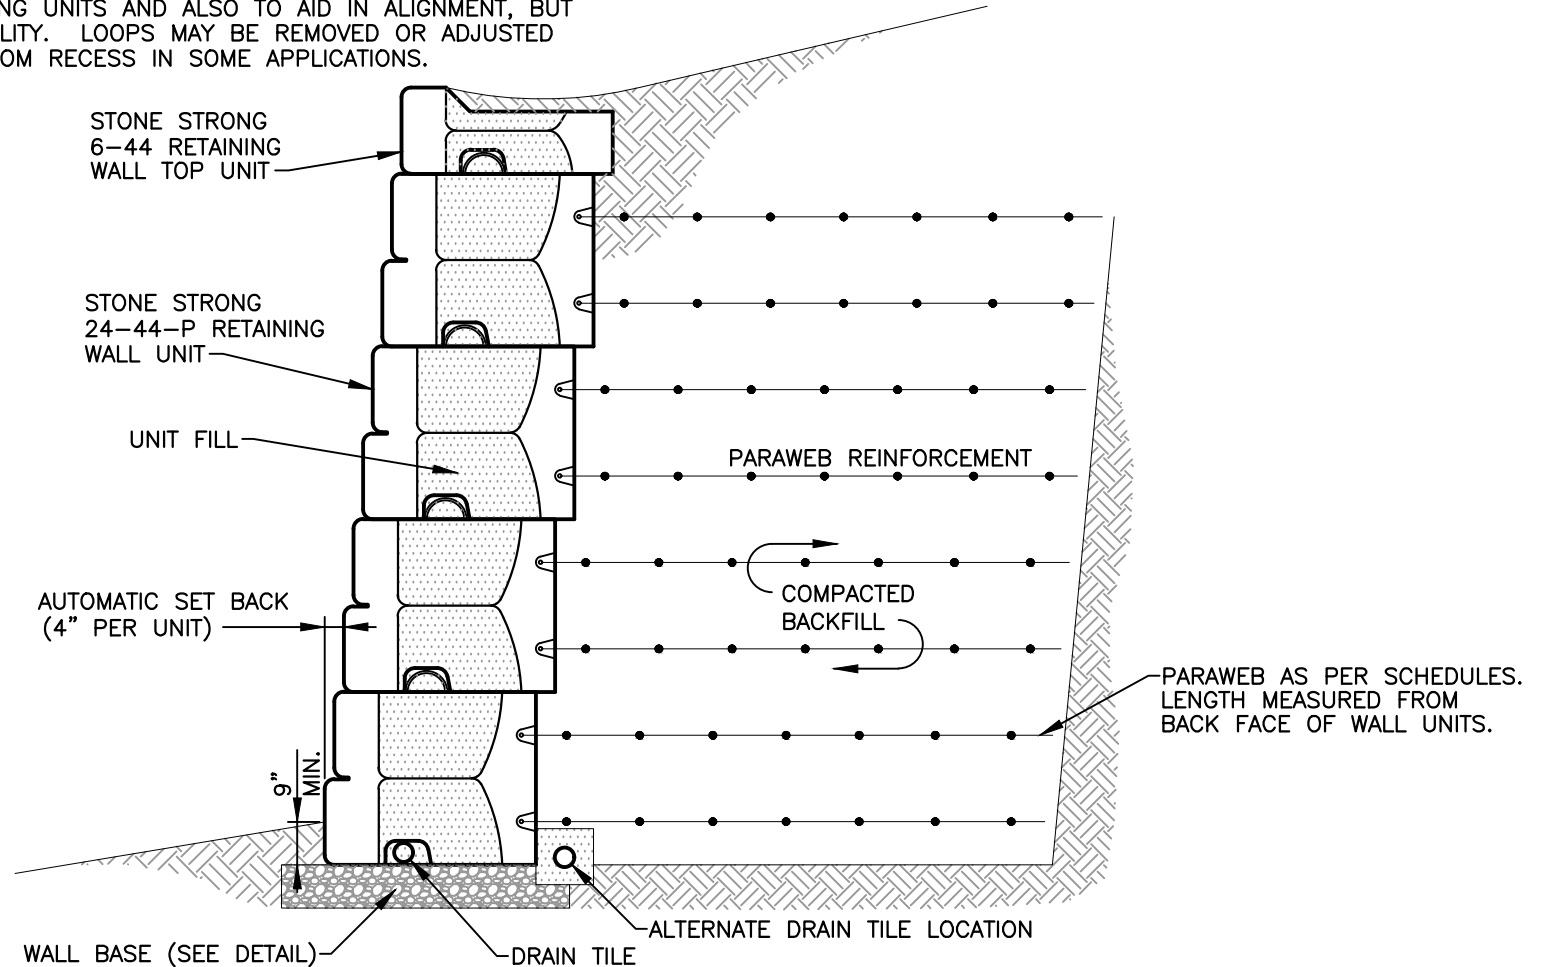 NG UNITS AND ALSO TO AID IN ALIGNMENT, BUT
LITY. LOOPS MAY BE REMOVED OR ADJUSTED
OM RECESS IN SOME APPLICATIONS.
STONE STRONG
6-44 RETAINING
WALL TOP UNIT
STONE STRONG
24-44-P RETAINING
WALL UNIT
UNIT FILL
PARAWEB REINFORCEMENT
COMPACTED
BACKFILL
AUTOMATIC SET BACK
(4" PER UNIT)
PARAWEB AS PER SCHEDULES.
LENGTH MEASURED FROM
BACK FACE OF WALL UNITS.
9"
MIN.
ALTERNATE DRAIN TILE LOCATION
WALL BASE (SEE DETAIL)
DRAIN TILE